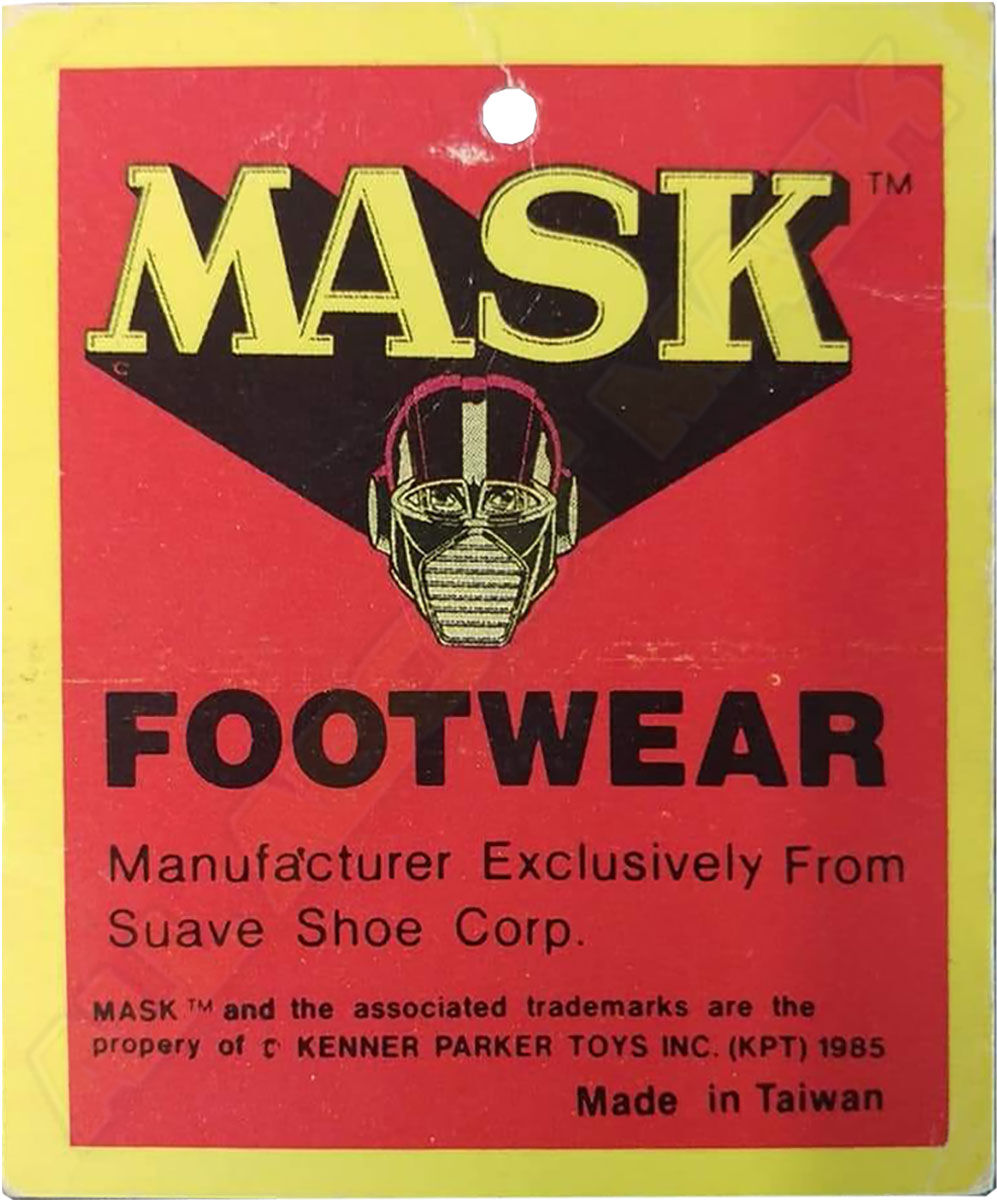 MASK™
C
FOOTWEAR
Manufacturer Exclusively From
Suave Shoe Corp.
MASK™ and the associated trademarks are the
propery of c KENNER PARKER TOYS INC. (KPT) 1985
Made in Taiwan